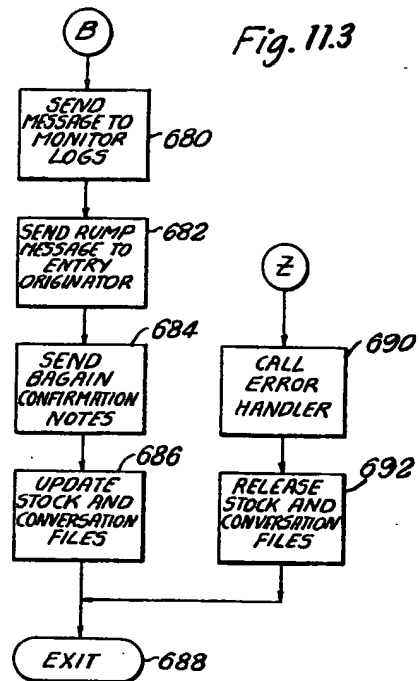 B
Fig. 11.3
SEND
MESSAGE TO
MONITOR
LOGS
680
SEND RUMP
MESSAGE TO
ENTRY
ORIGINATOR
682
SEND
BAGAIN
CONFIRMATION
NOTES
684
UPDATE
STOCK AND
CONVERSATION
FILES
686
Z
CALL
ERROR
HANDLER
690
RELEASE
STOCK AND
CONVERSATION
FILES
692
EXIT
688